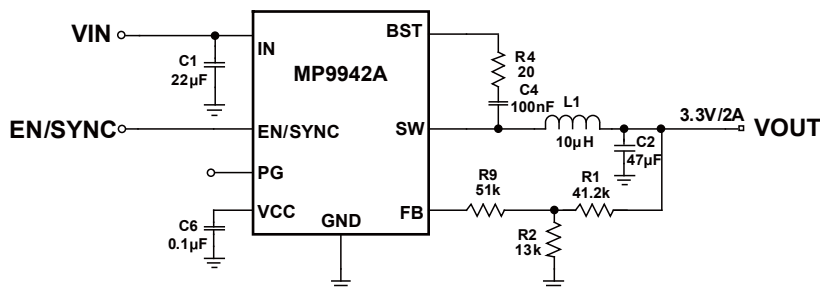 VIN
C1
22µF
IN
MP9942A
BST
R4
20
C4
100nF
L1
10µH
3.3V/2A
VOUT
C2
47µF
EN/SYNC
EN/SYNC
SW
PG
VCC
C6
0.1µF
GND
FB
R9
51k
R1
41.2k
R2
13k